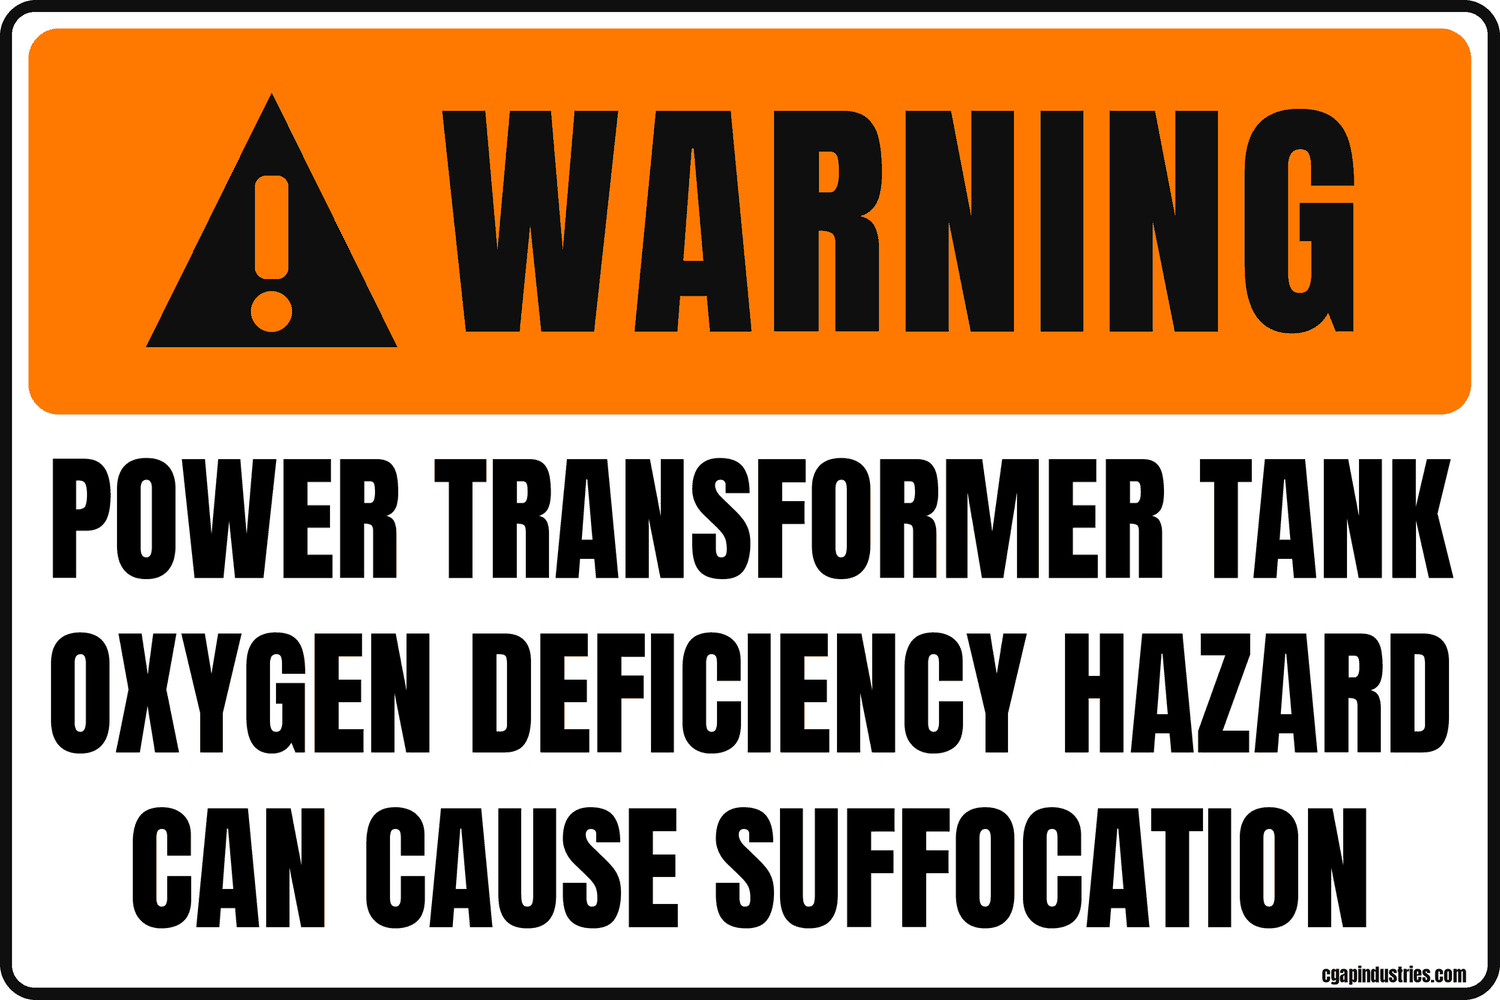 WARNING
POWER TRANSFORMER TANK
OXYGEN DEFICIENCY HAZARD
CAN CAUSE SUFFOCATION
cgapindustries.com